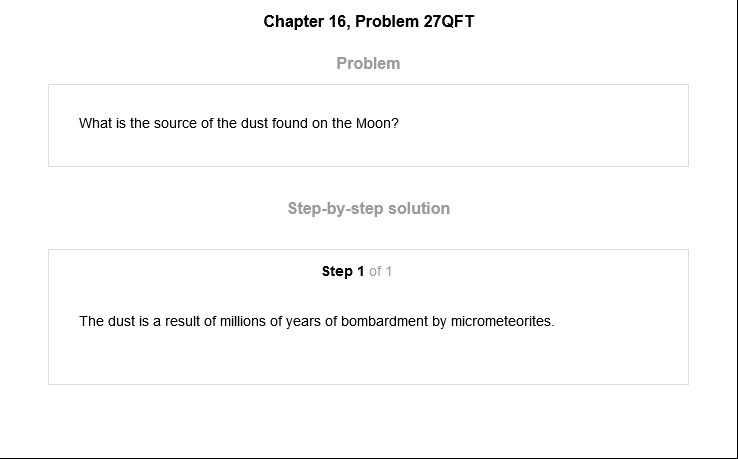 Chapter 16, Problem 27QFT
Problem
What is the source of the dust found on the Moon?
Step-by-step solution
Step 1 of 1
The dust is a result of millions of years of bombardment by micrometeorites.